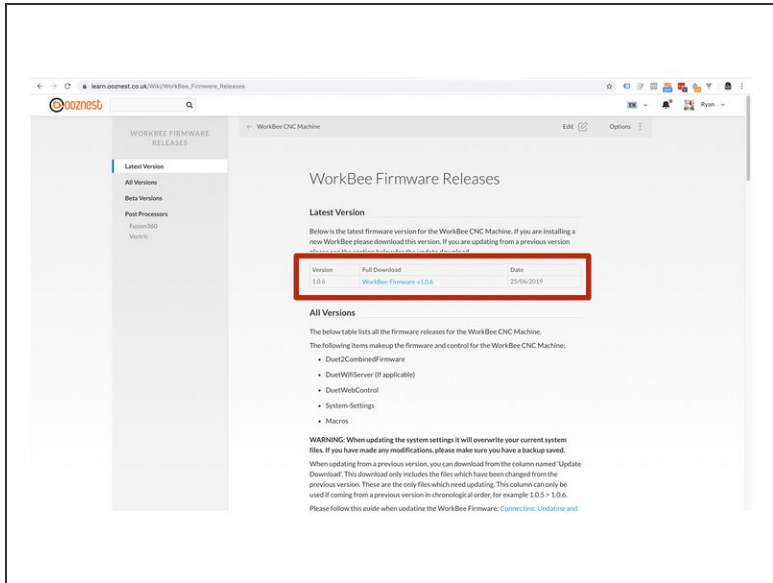 learn.ooznest.co.uk/Wiki/WorkBee_Firmware_Releases
ooznest
EN
Ryan
WORKBEE FIRMWARE
RELEASES
Latest Version
All Versions
Beta Versions
Post Processors
Fusion360
Vectric
← WorkBee CNC Machine
Edit
Options
WorkBee Firmware Releases
Latest Version
Below is the latest firmware version for the WorkBee CNC Machine. If you are installing a
new WorkBee please download this version. If you are updating from a previous version
please see the section below for the update download.
Version Full Download Date
1.0.6 WorkBee-Firmware-v1.0.6 25/06/2019
All Versions
The below table lists all the firmware releases for the WorkBee CNC Machine.
The following items makeup the firmware and control for the WorkBee CNC Machine:
• Duet2CombinedFirmware
• DuetWifiServer (If applicable)
• DuetWebControl
• System-Settings
• Macros
WARNING: When updating the system settings it will overwrite your current system
files. If you have made any modifications, please make sure you have a backup saved.
When updating from a previous version, you can download from the column named 'Update
Download'. This download only includes the files which have been changed from the
previous version. These are the only files which need updating. This column can only be
used if coming from a previous version in chronological order, for example 1.0.5 > 1.0.6.
Please follow this guide when updating the WorkBee Firmware: Connecting, Updating and